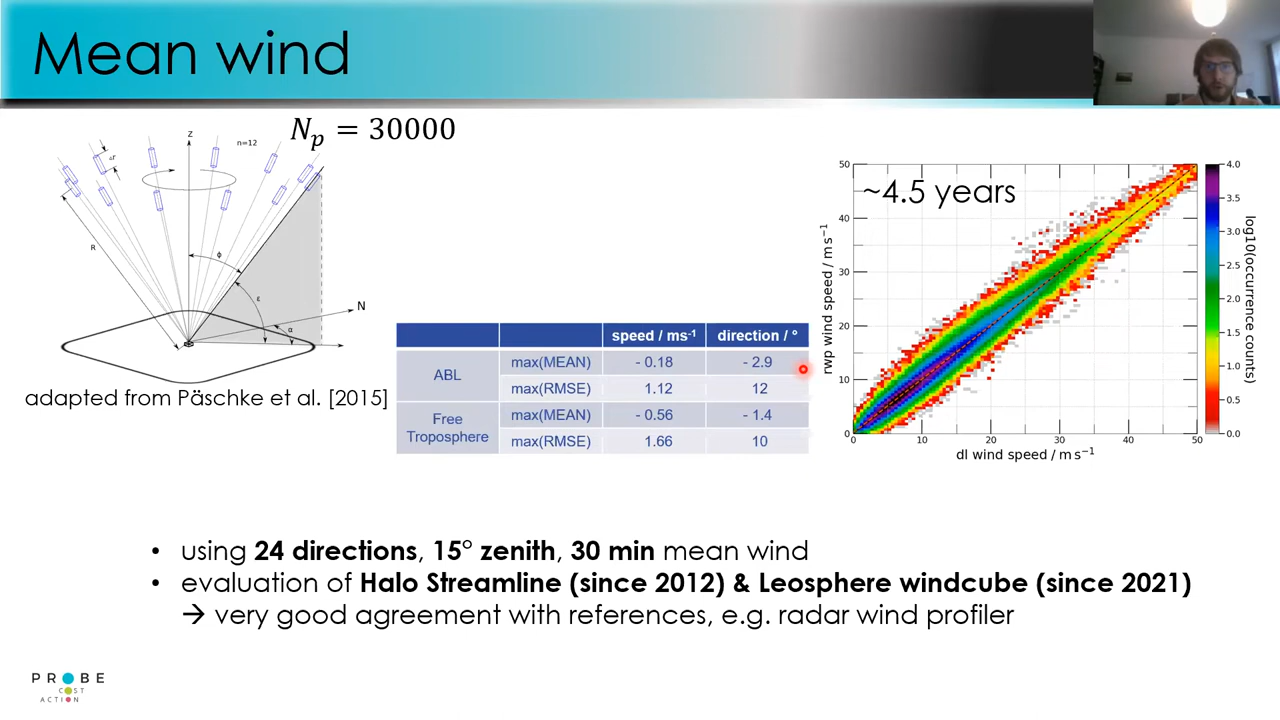 Mean wind
N_p = 30000
Z
n=12
Δr
R
ϕ
ε
α
N
adapted from Päschke et al. [2015]
speed / ms⁻¹ direction / °
ABL max(MEAN) - 0.18 - 2.9
max(RMSE) 1.12 12
Free Troposphere max(MEAN) - 0.56 - 1.4
max(RMSE) 1.66 10
~4.5 years
rwp wind speed / m s⁻¹
50
40
30
20
10
0
0 10 20 30 40 50
dl wind speed / m s⁻¹
4.0
3.5
3.0
2.5
2.0
1.5
1.0
0.5
0.0
log10(occurrence counts)
• using 24 directions, 15° zenith, 30 min mean wind
• evaluation of Halo Streamline (since 2012) & Leosphere windcube (since 2021)
→ very good agreement with references, e.g. radar wind profiler
PROBE
COST
ACTION